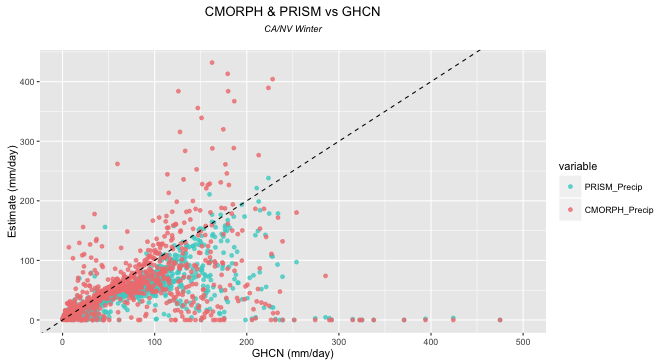 CMORPH & PRISM vs GHCN
CA/NV Winter
Estimate (mm/day)
400
300
200
100
0
0 100 200 300 400 500
GHCN (mm/day)
variable
PRISM_Precip
CMORPH_Precip